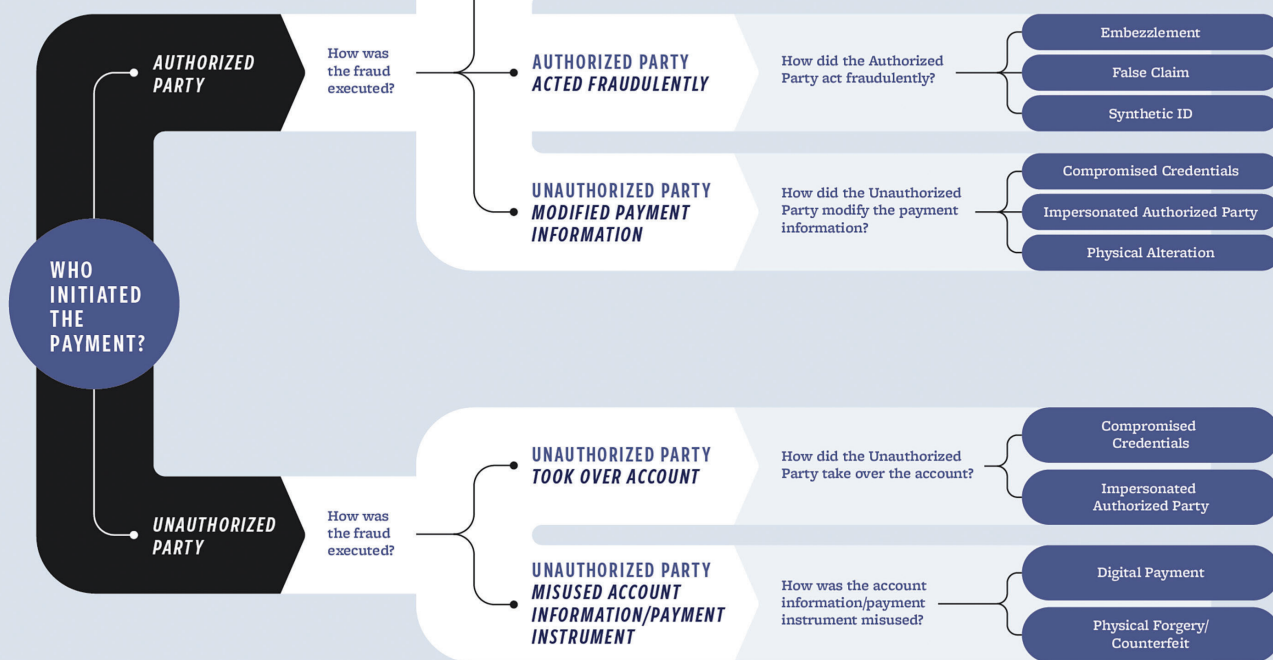 WHO
INITIATED
THE
PAYMENT?
AUTHORIZED
PARTY
How was
the fraud
executed?
AUTHORIZED PARTY
ACTED FRAUDULENTLY
How did the Authorized
Party act fraudulently?
Embezzlement
False Claim
Synthetic ID
UNAUTHORIZED PARTY
MODIFIED PAYMENT
INFORMATION
How did the Unauthorized
Party modify the payment
information?
Compromised Credentials
Impersonated Authorized Party
Physical Alteration
UNAUTHORIZED
PARTY
How was
the fraud
executed?
UNAUTHORIZED PARTY
TOOK OVER ACCOUNT
How did the Unauthorized
Party take over the account?
Compromised
Credentials
Impersonated
Authorized Party
UNAUTHORIZED PARTY
MISUSED ACCOUNT
INFORMATION/PAYMENT
INSTRUMENT
How was the account
information/payment
instrument misused?
Digital Payment
Physical Forgery/
Counterfeit